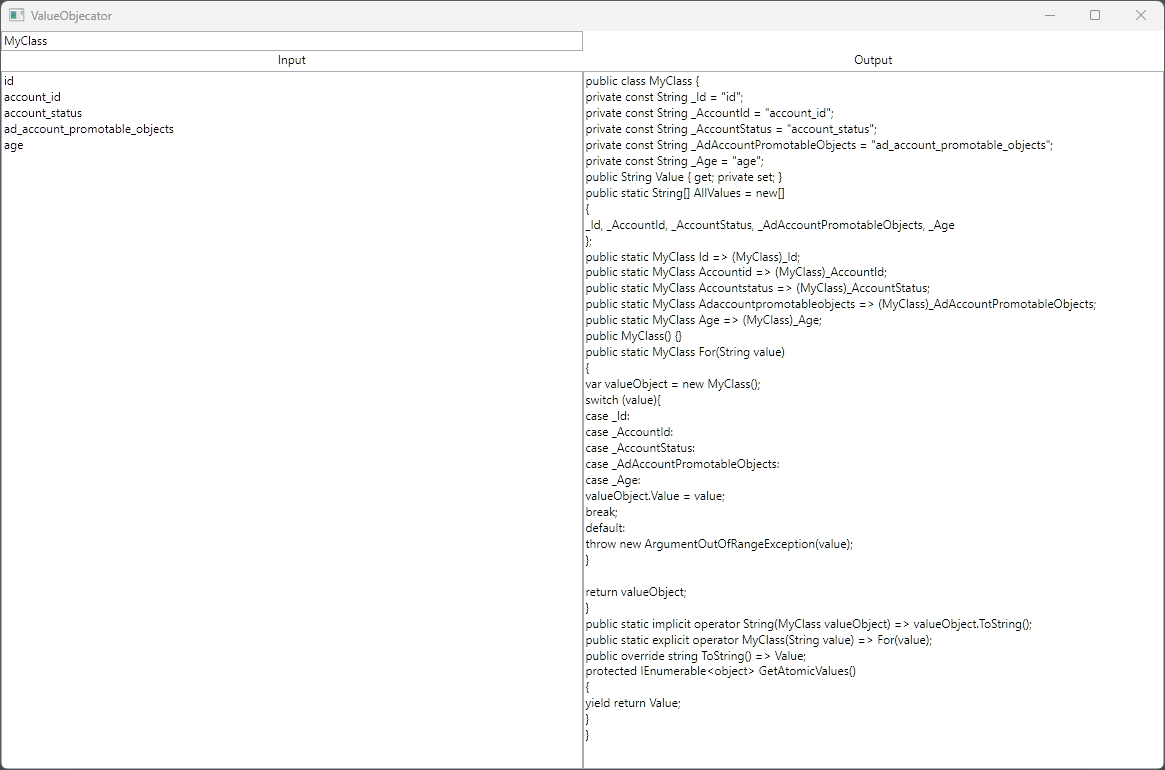 ValueObjecator
MyClass
Input
Output
id
account_id
account_status
ad_account_promotable_objects
age
public class MyClass {
private const String _Id = "id";
private const String _AccountId = "account_id";
private const String _AccountStatus = "account_status";
private const String _AdAccountPromotableObjects = "ad_account_promotable_objects";
private const String _Age = "age";
public String Value { get; private set; }
public static String[] AllValues = new[]
{
_Id, _AccountId, _AccountStatus, _AdAccountPromotableObjects, _Age
};
public static MyClass Id => (MyClass)_Id;
public static MyClass Accountid => (MyClass)_AccountId;
public static MyClass Accountstatus => (MyClass)_AccountStatus;
public static MyClass Adaccountpromotableobjects => (MyClass)_AdAccountPromotableObjects;
public static MyClass Age => (MyClass)_Age;
public MyClass() {}
public static MyClass For(String value)
{
var valueObject = new MyClass();
switch (value){
case _Id:
case _AccountId:
case _AccountStatus:
case _AdAccountPromotableObjects:
case _Age:
valueObject.Value = value;
break;
default:
throw new ArgumentOutOfRangeException(value);
}
return valueObject;
}
public static implicit operator String(MyClass valueObject) => valueObject.ToString();
public static explicit operator MyClass(String value) => For(value);
public override string ToString() => Value;
protected IEnumerable<object> GetAtomicValues()
{
yield return Value;
}
}